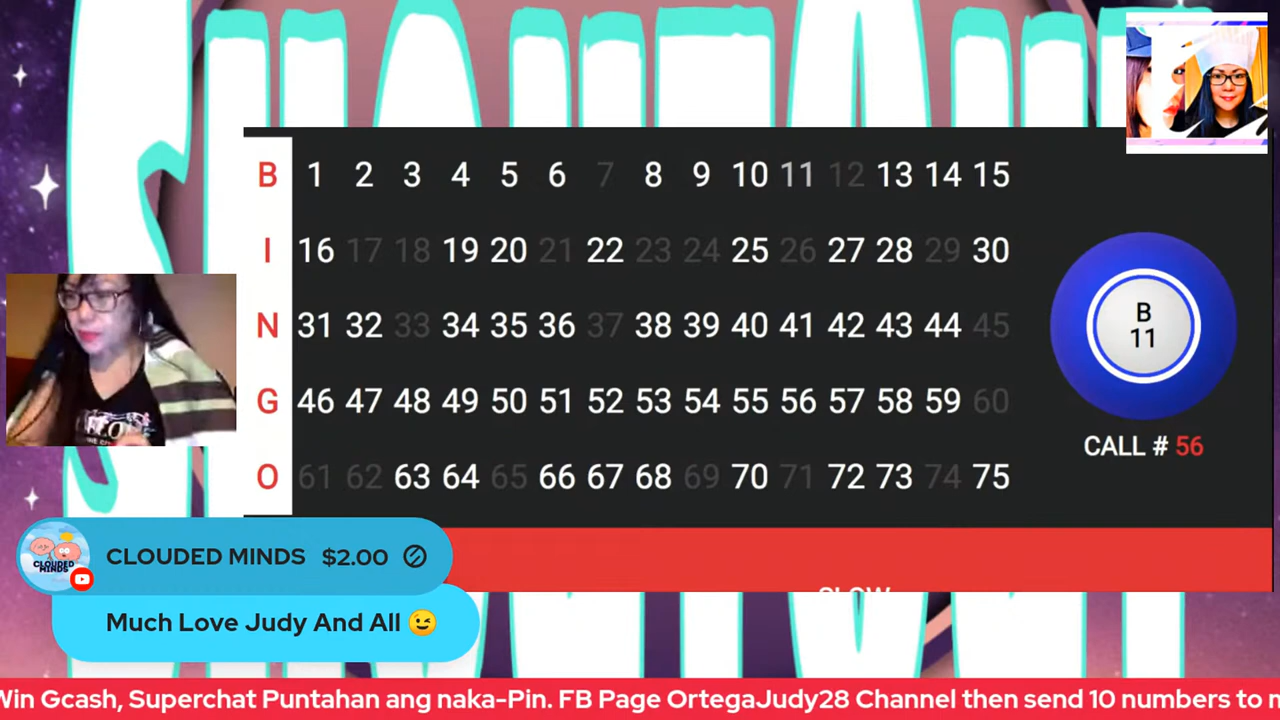 B 1 2 3 4 5 6 7 8 9 10 11 12 13 14 15
I 16 17 18 19 20 21 22 23 24 25 26 27 28 29 30
N 31 32 33 34 35 36 37 38 39 40 41 42 43 44 45
G 46 47 48 49 50 51 52 53 54 55 56 57 58 59 60
O 61 62 63 64 65 66 67 68 69 70 71 72 73 74 75
B
11
CALL # 56
SLOW
CLOUDED MINDS
CLOUDED MINDS $2.00
Much Love Judy And All 😉
Win Gcash, Superchat Puntahan ang naka-Pin. FB Page OrtegaJudy28 Channel then send 10 numbers to